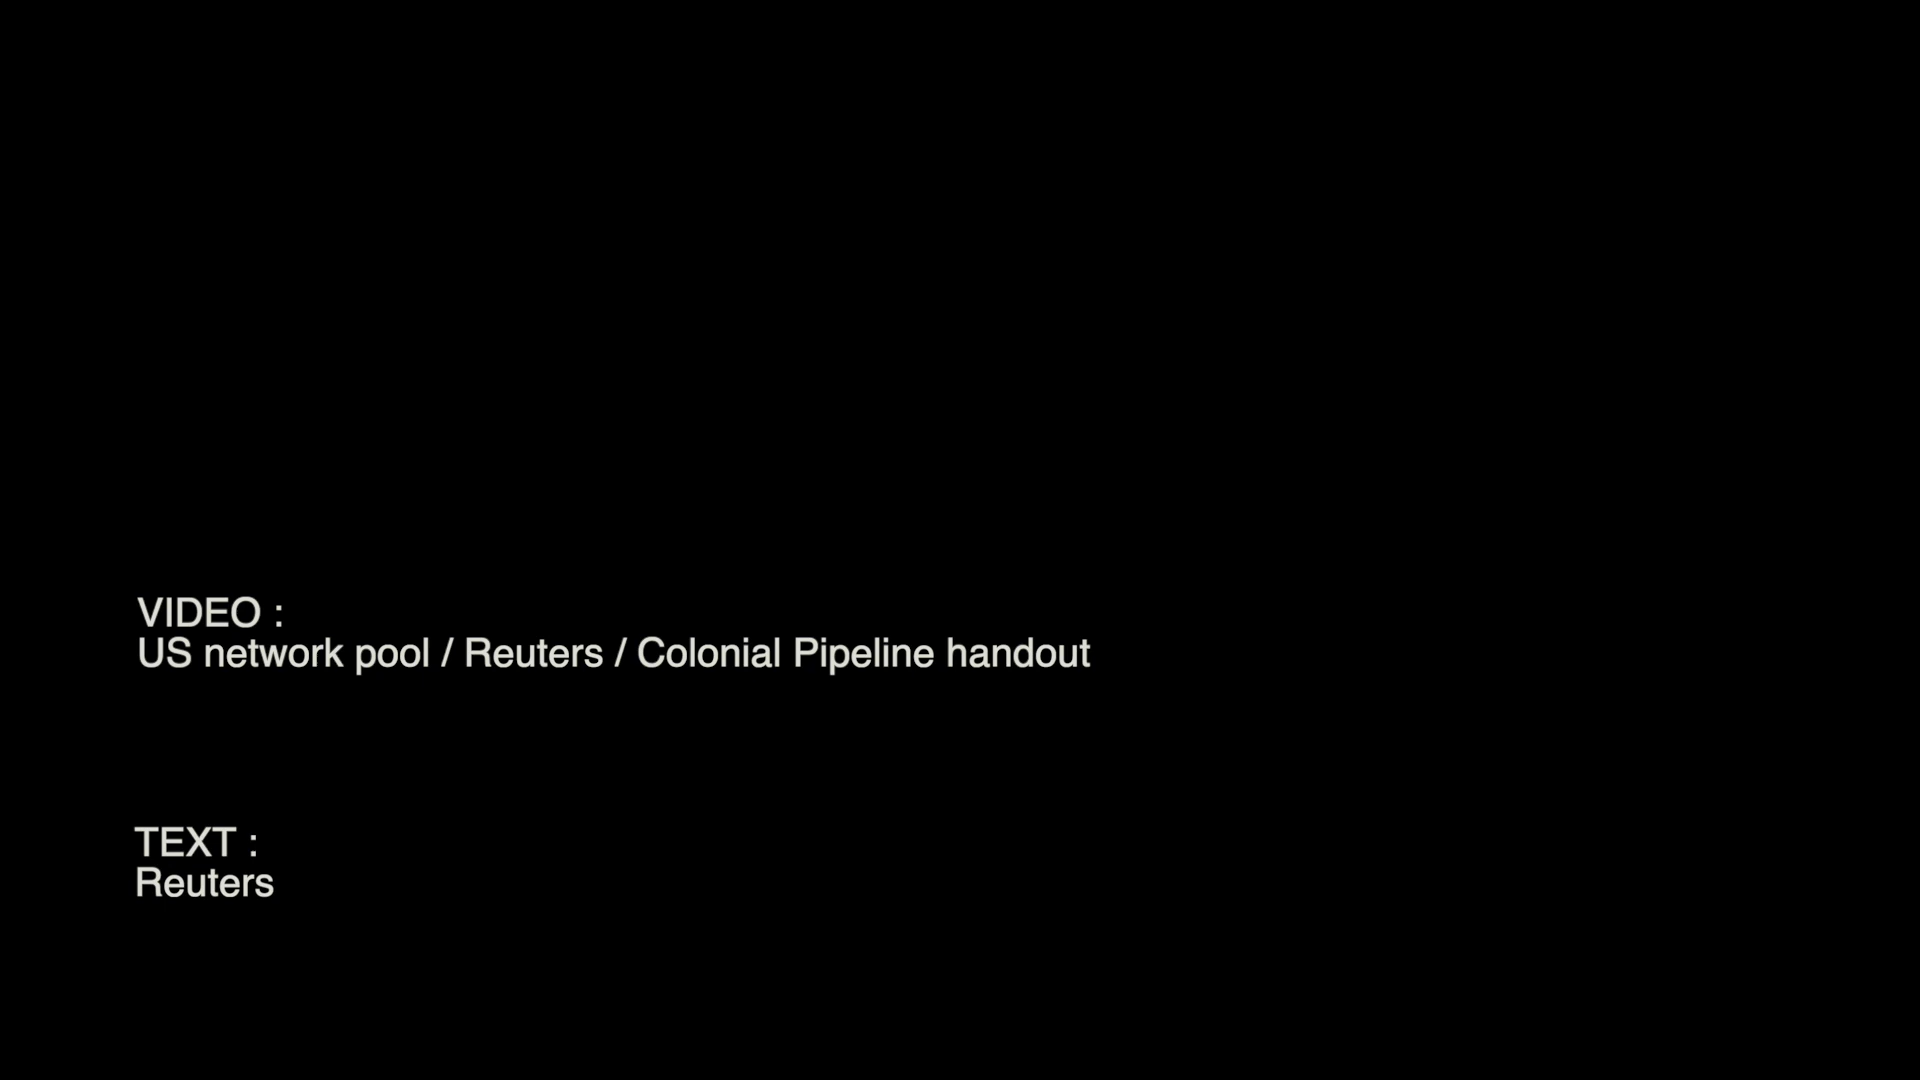 VIDEO :
US network pool / Reuters / Colonial Pipeline handout
TEXT :
Reuters